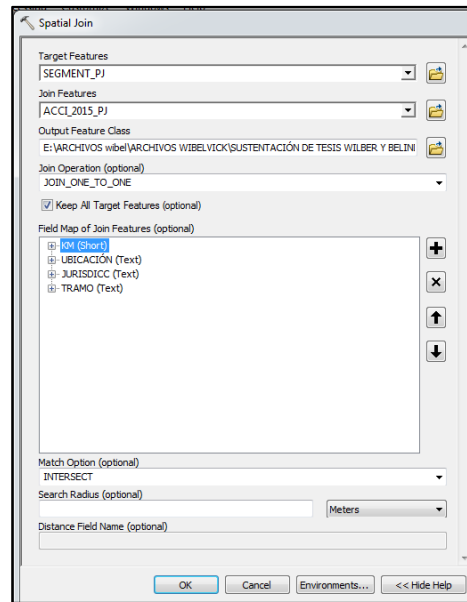 Spatial Join
Target Features
SEGMENT_PJ
Join Features
ACCI_2015_PJ
Output Feature Class
E:\ARCHIVOS wibel\ARCHIVOS WIBELVICK\SUSTENTACIÓN DE TESIS WILBER Y BELINI
Join Operation (optional)
JOIN_ONE_TO_ONE
Keep All Target Features (optional)
Field Map of Join Features (optional)
KM (Short)
UBICACIÓN (Text)
JURISDICC (Text)
TRAMO (Text)
Match Option (optional)
INTERSECT
Search Radius (optional)
Meters
Distance Field Name (optional)
OK Cancel Environments... << Hide Help